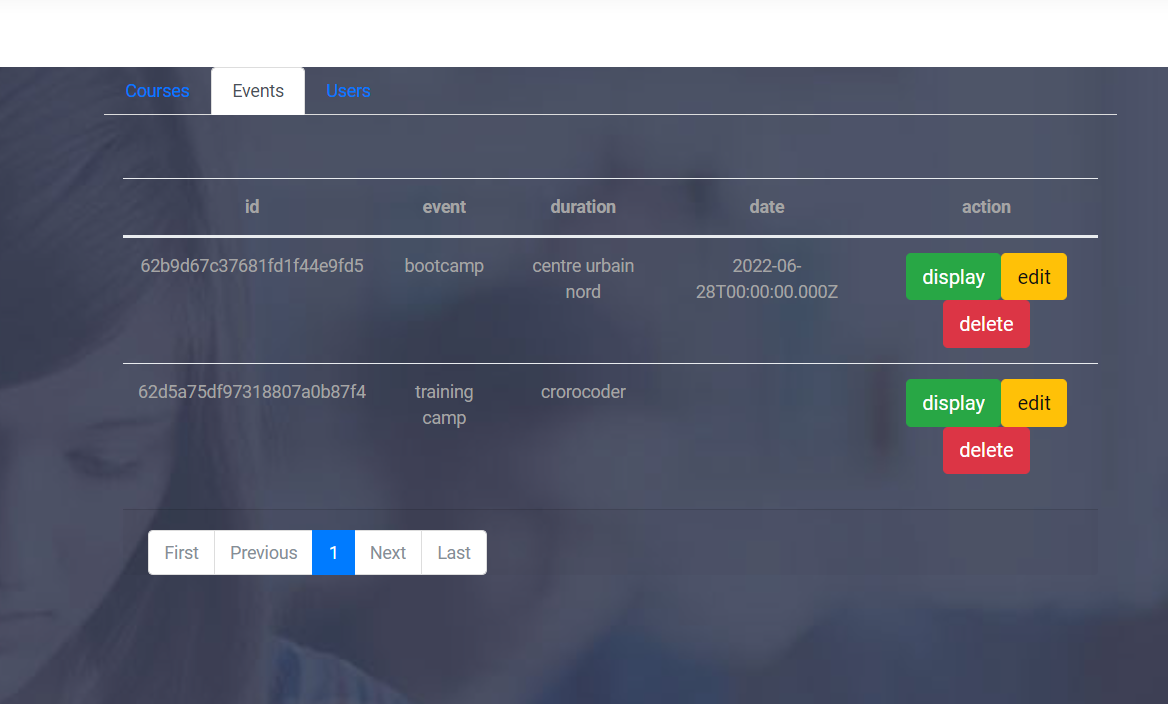 Courses Events Users
id event duration date action
62b9d67c37681fd1f44e9fd5 bootcamp centre urbain 2022-06- display edit
nord 28T00:00:00.000Z
delete
62d5a75df97318807a0b87f4 training crorocoder display edit
camp
delete
First Previous 1 Next Last